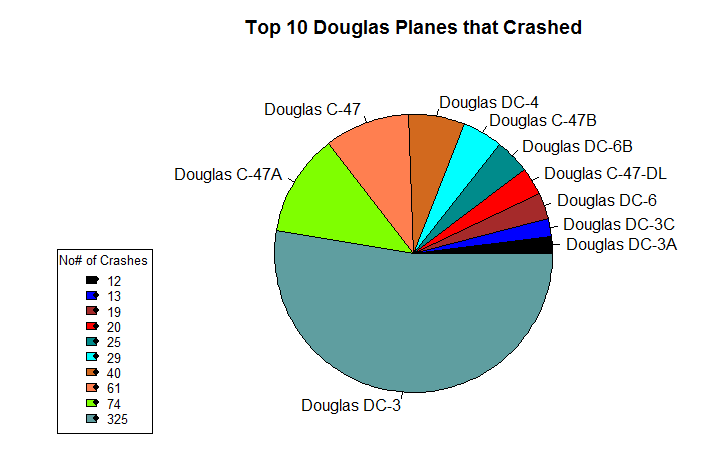 Top 10 Douglas Planes that Crashed
Douglas DC-4
Douglas C-47
Douglas C-47B
Douglas DC-6B
Douglas C-47A
Douglas C-47-DL
Douglas DC-6
Douglas DC-3C
Douglas DC-3A
No# of Crashes
12
13
19
20
25
29
40
61
74
325
Douglas DC-3